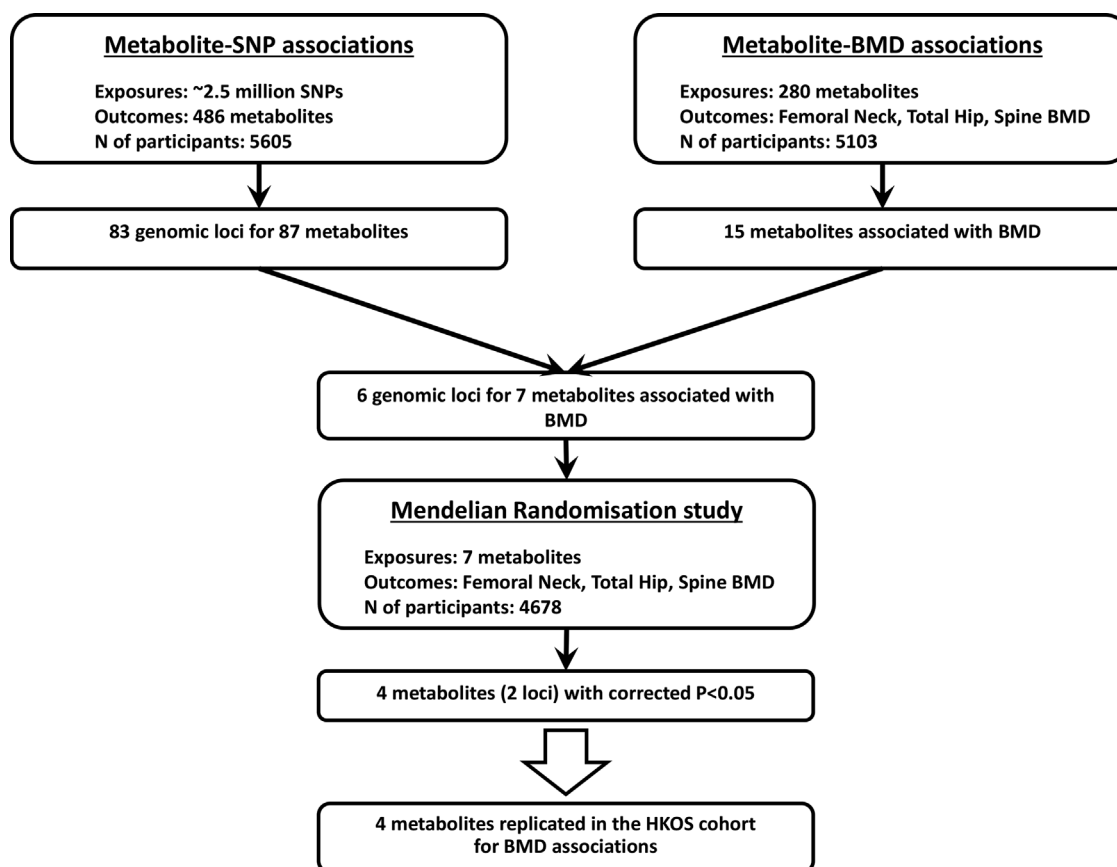 Metabolite-SNP associations
Exposures: ~2.5 million SNPs
Outcomes: 486 metabolites
N of participants: 5605
Metabolite-BMD associations
Exposures: 280 metabolites
Outcomes: Femoral Neck, Total Hip, Spine BMD
N of participants: 5103
83 genomic loci for 87 metabolites
15 metabolites associated with BMD
6 genomic loci for 7 metabolites associated with
BMD
Mendelian Randomisation study
Exposures: 7 metabolites
Outcomes: Femoral Neck, Total Hip, Spine BMD
N of participants: 4678
4 metabolites (2 loci) with corrected P<0.05
4 metabolites replicated in the HKOS cohort
for BMD associations